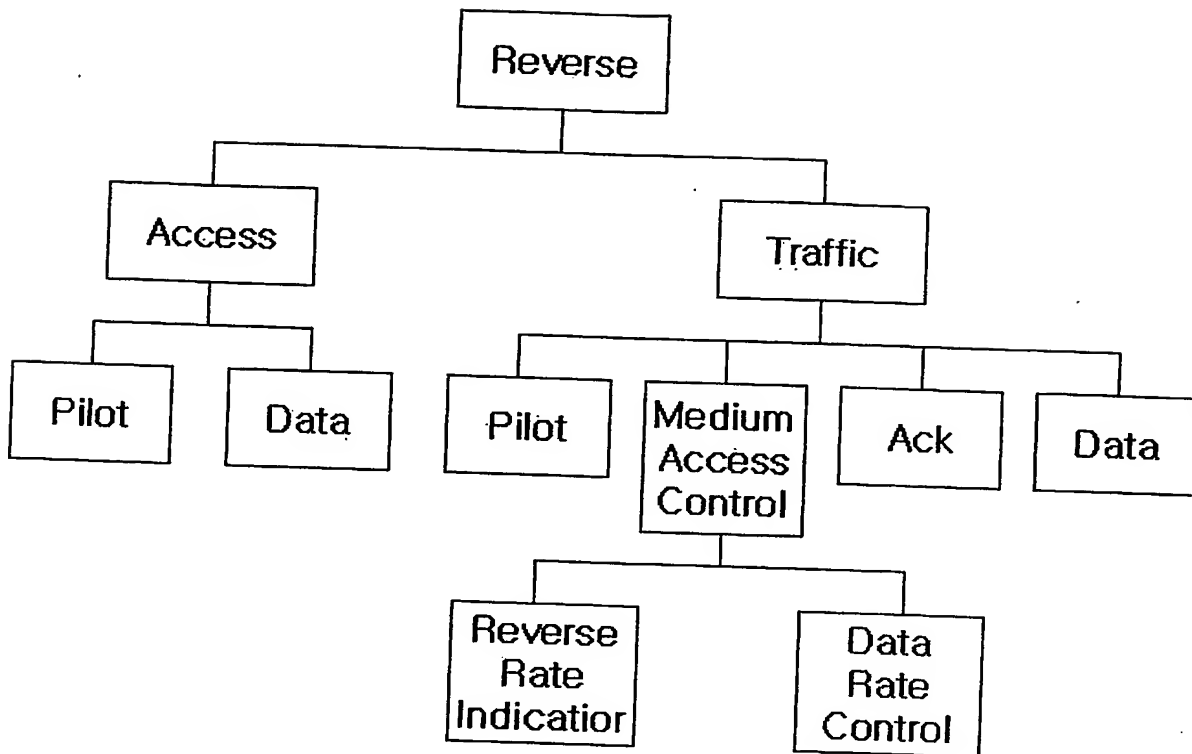 Reverse
Access
Traffic
Pilot
Data
Pilot
Medium
Access
Control
Ack
Data
Reverse
Rate
Indicatior
Data
Rate
Control